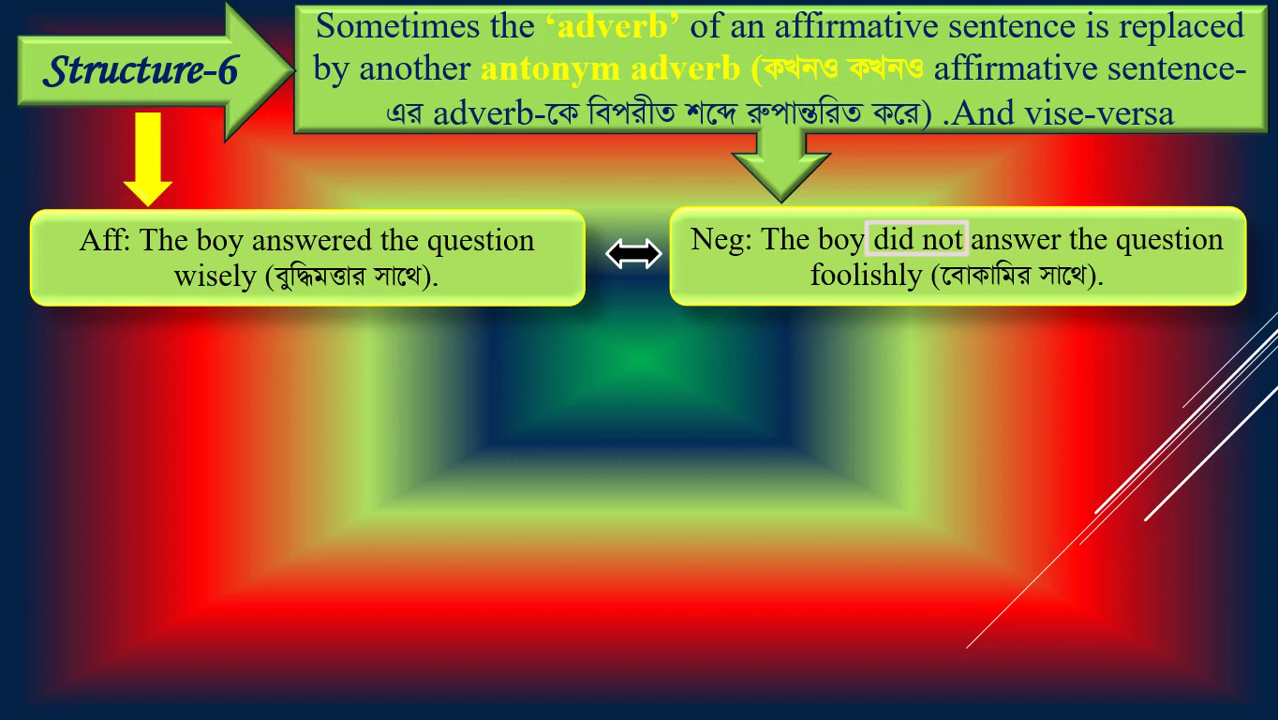 Structure-6
Sometimes the ‘adverb’ of an affirmative sentence is replaced
by another antonym adverb (কখনও কখনও affirmative sentence-
এর adverb-কে বিপরীত শব্দে রুপান্তরিত করে) .And vise-versa
Aff: The boy answered the question
wisely (বুদ্ধিমত্তার সাথে).
Neg: The boy did not answer the question
foolishly (বোকামির সাথে).